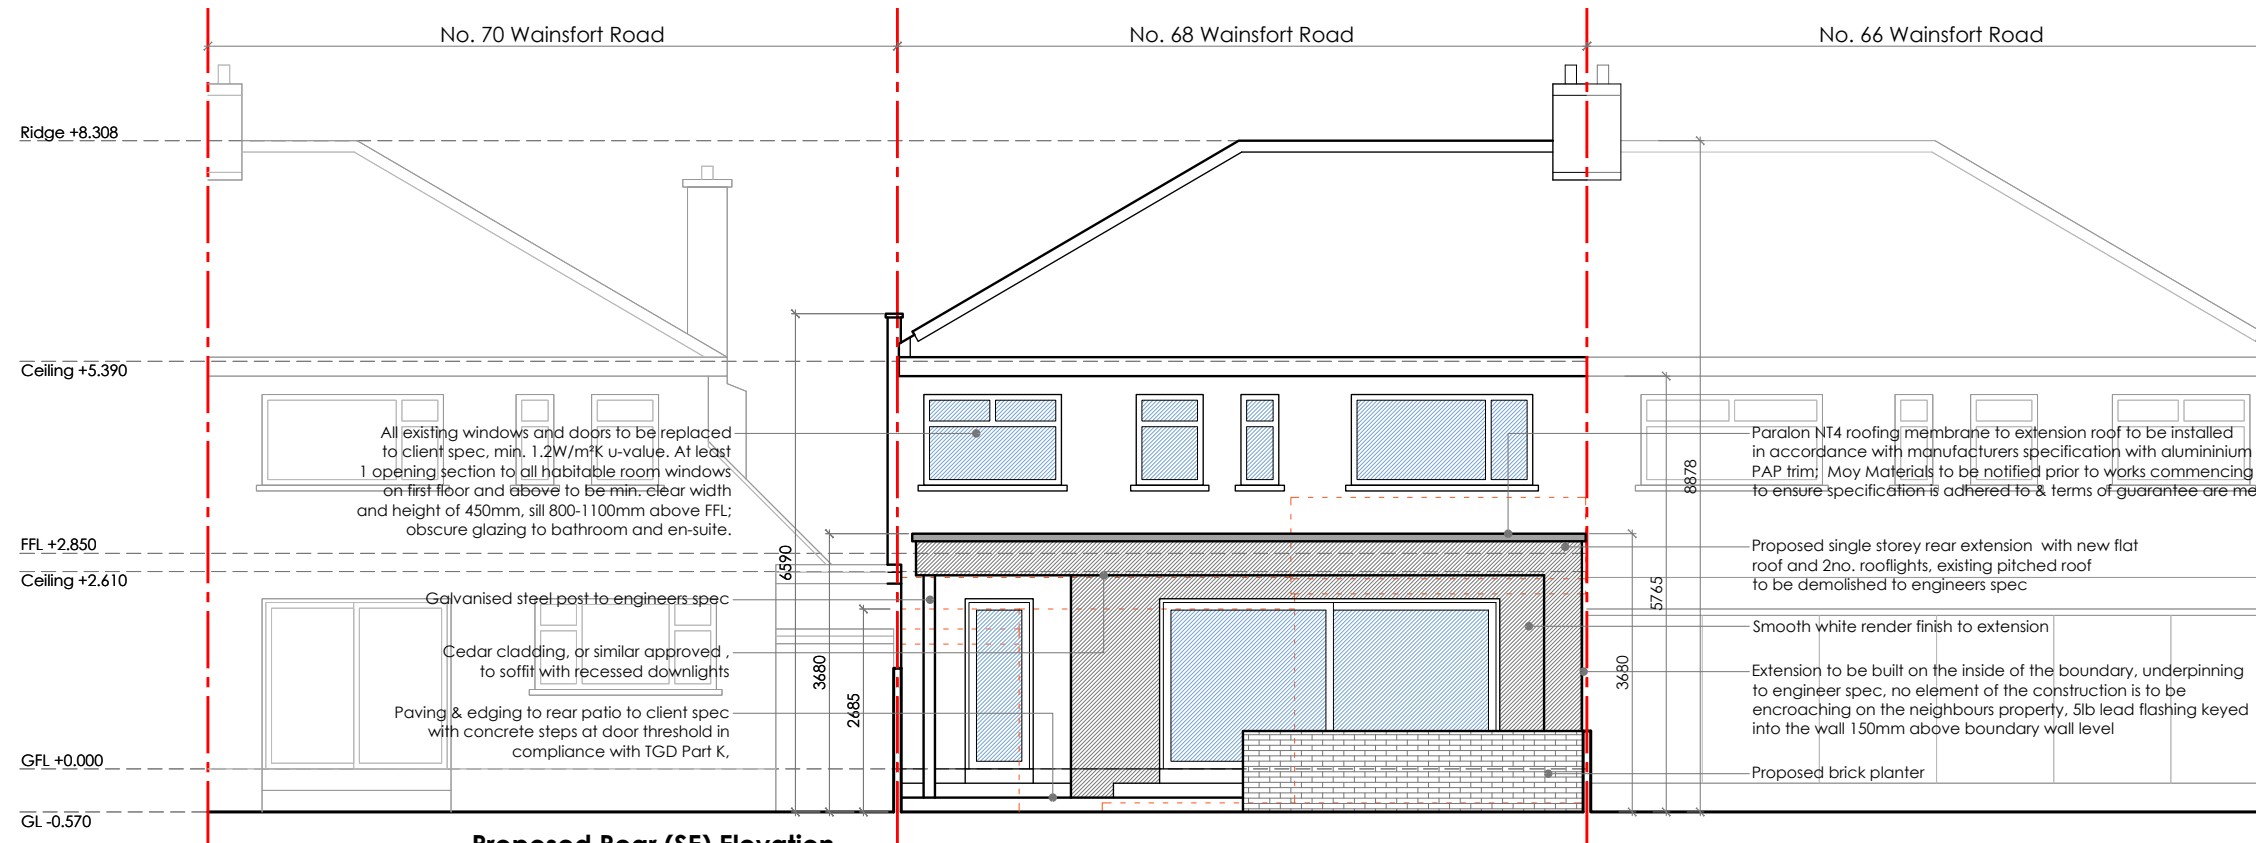 No. 70 Wainsfort Road
No. 68 Wainsfort Road
No. 66 Wainsfort Road
Ridge +8.308
Ceiling +5.390
FFL +2.850
Ceiling +2.610
GFL +0.000
GL -0.570
All existing windows and doors to be replaced
to client spec, min. 1.2W/m²K u-value. At least
1 opening section to all habitable room windows
on first floor and above to be min. clear width
and height of 450mm, sill 800-1100mm above FFL;
obscure glazing to bathroom and en-suite.
Galvanised steel post to engineers spec
Cedar cladding, or similar approved ,
to soffit with recessed downlights
Paving & edging to rear patio to client spec
with concrete steps at door threshold in
compliance with TGD Part K,
6590
3680
2685
3680
5765
8878
Paralon NT4 roofing membrane to extension roof to be installed
in accordance with manufacturers specification with alumininium
PAP trim; Moy Materials to be notified prior to works commencing
to ensure specification is adhered to & terms of guarantee are me
Proposed single storey rear extension with new flat
roof and 2no. rooflights, existing pitched roof
to be demolished to engineers spec
Smooth white render finish to extension
Extension to be built on the inside of the boundary, underpinning
to engineer spec, no element of the construction is to be
encroaching on the neighbours property, 5lb lead flashing keyed
into the wall 150mm above boundary wall level
Proposed brick planter
Proposed Rear (SE) Elevation